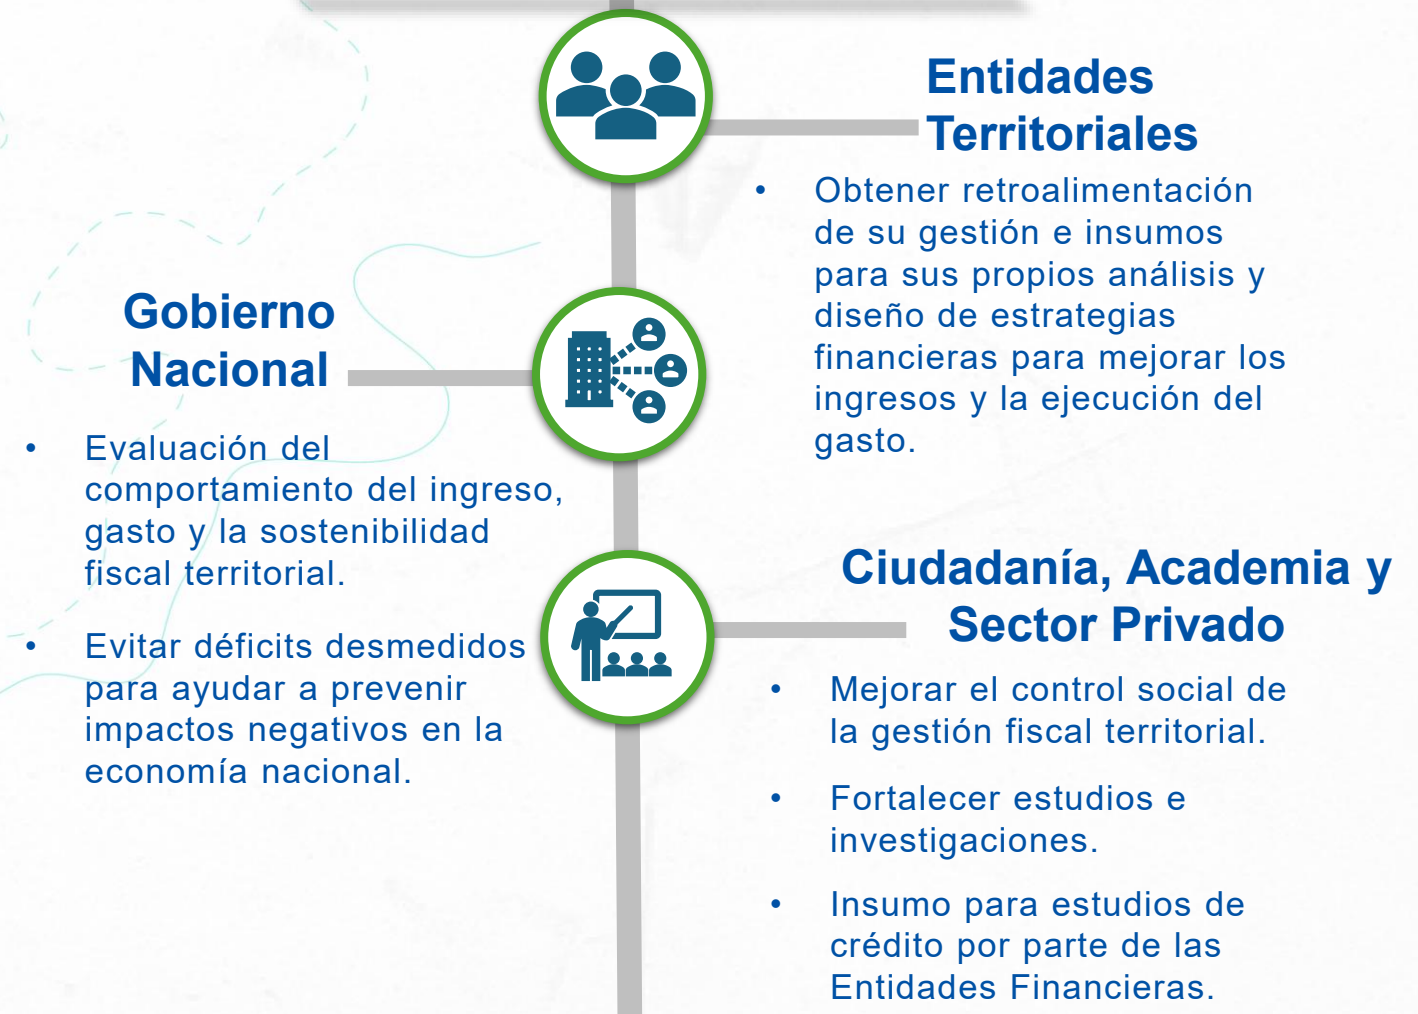 Entidades
Territoriales
• Obtener retroalimentación
de su gestión e insumos
para sus propios análisis y
diseño de estrategias
financieras para mejorar los
ingresos y la ejecución del
gasto.
Gobierno
Nacional
• Evaluación del
comportamiento del ingreso,
gasto y la sostenibilidad
fiscal territorial.
• Evitar déficits desmedidos
para ayudar a prevenir
impactos negativos en la
economía nacional.
Ciudadanía, Academia y
Sector Privado
• Mejorar el control social de
la gestión fiscal territorial.
• Fortalecer estudios e
investigaciones.
• Insumo para estudios de
crédito por parte de las
Entidades Financieras.